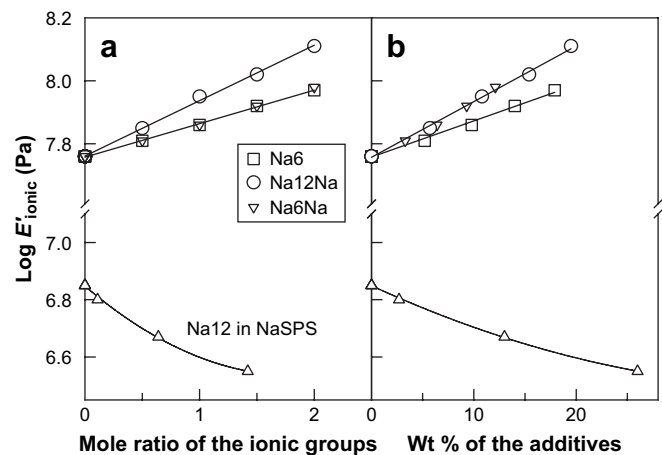 a
b
8.2
8.0
7.8
7.0
6.8
6.6
Log E′ionic (Pa)
Na6
Na12Na
Na6Na
Na12 in NaSPS
0 1 2
0 10 20
Mole ratio of the ionic groups
Wt % of the additives